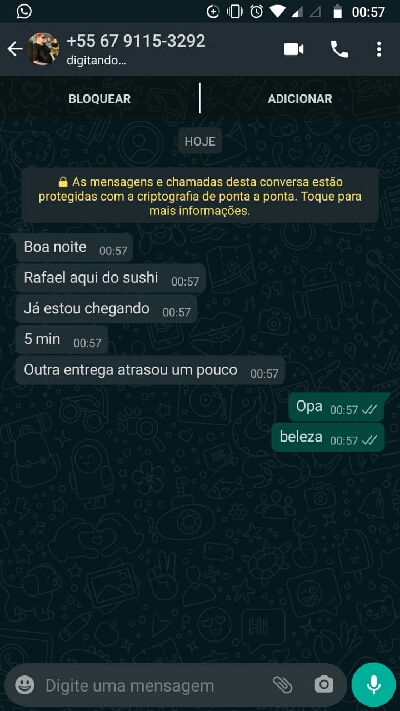 00:57
+55 67 9115-3292
digitando...
BLOQUEAR
ADICIONAR
HOJE
As mensagens e chamadas desta conversa estão
protegidas com a criptografia de ponta a ponta. Toque para
mais informações.
Boa noite 00:57
Rafael aqui do sushi 00:57
Já estou chegando 00:57
5 min 00:57
Outra entrega atrasou um pouco 00:57
Opa 00:57
beleza 00:57
Digite uma mensagem